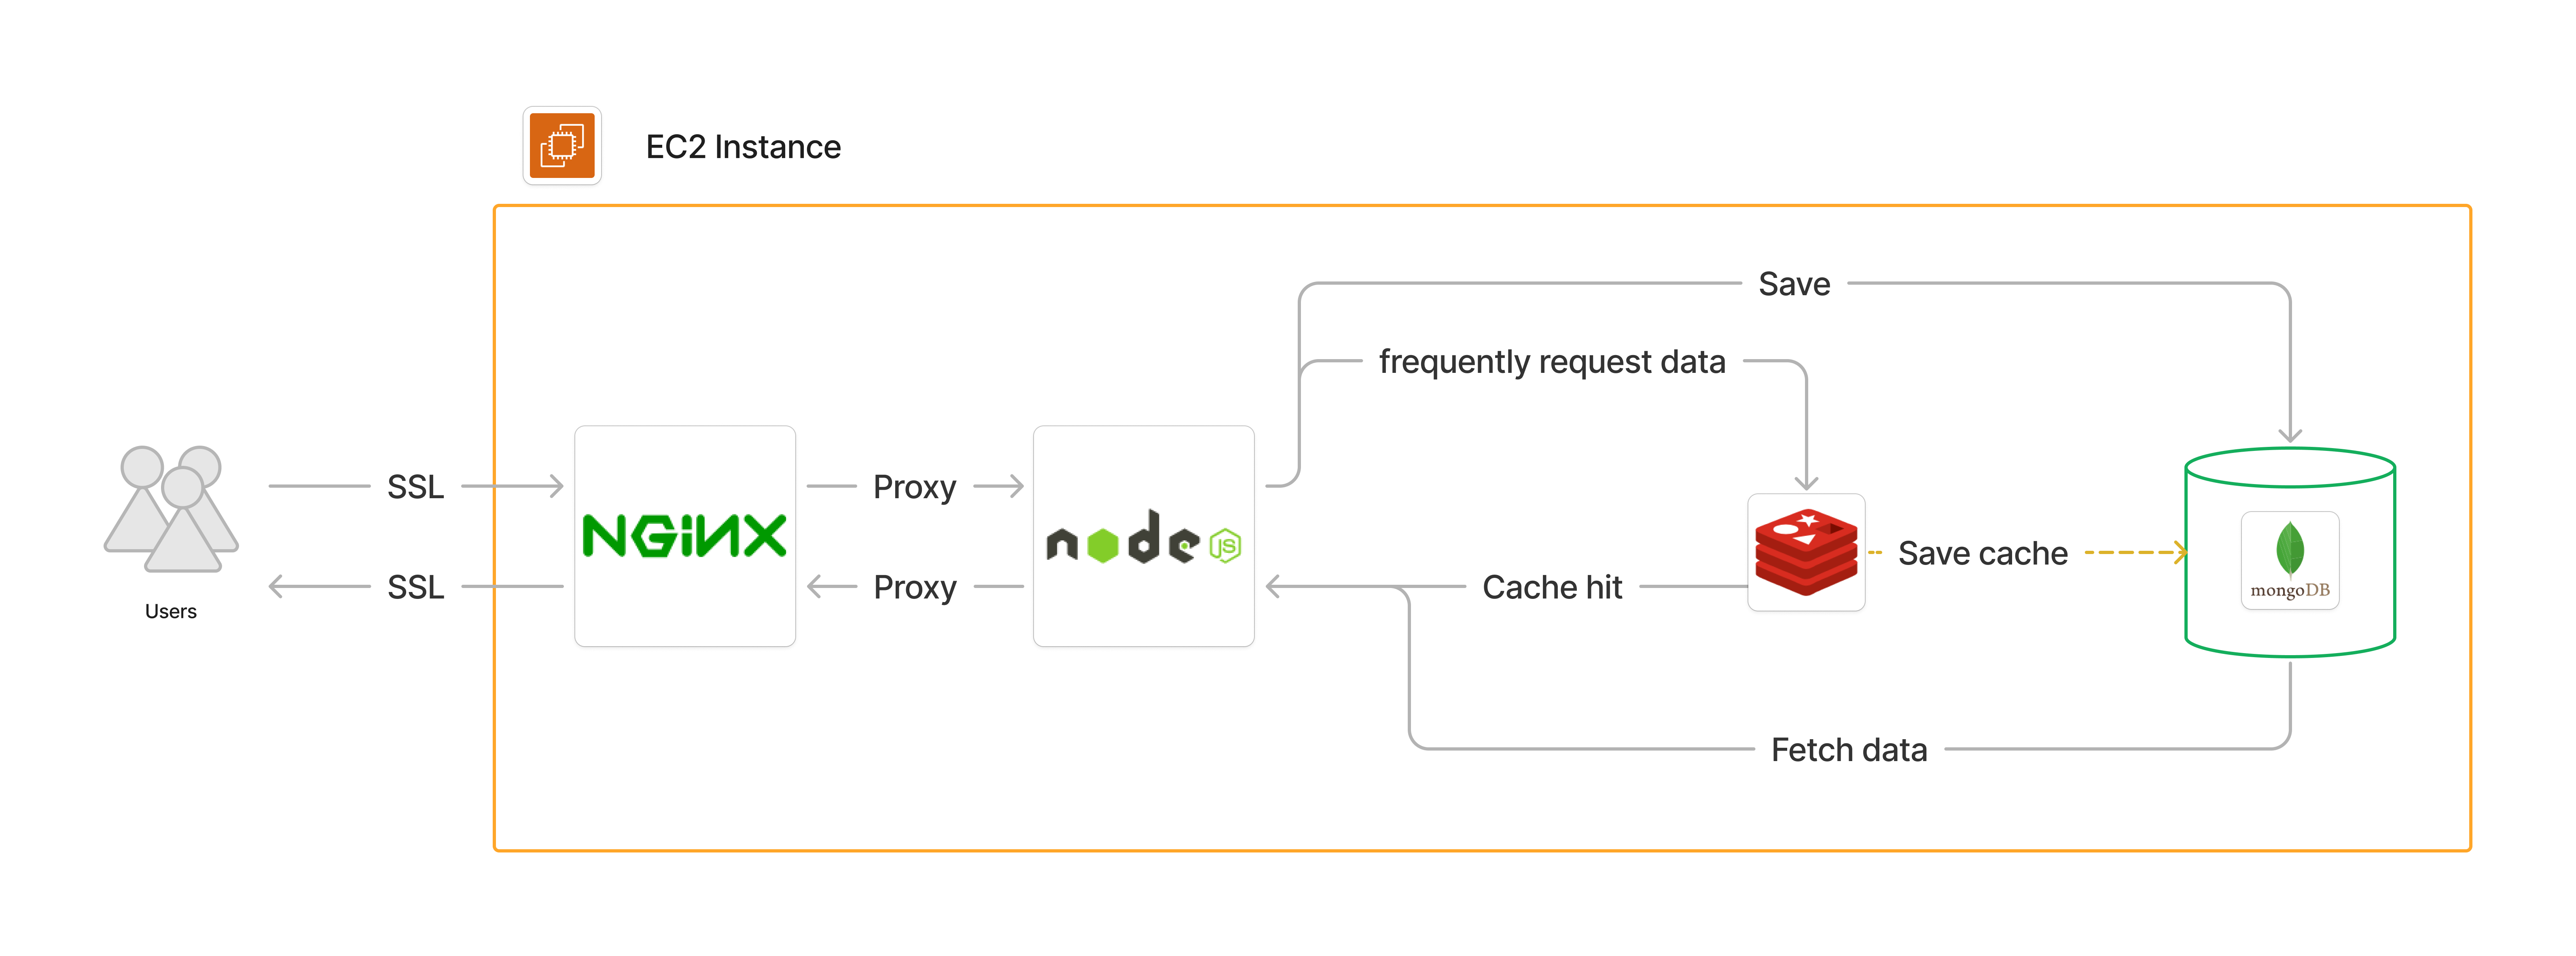 EC2 Instance
Save
frequently request data
SSL
Proxy
NGiNX
node
JS
Save cache
mongoDB
SSL
Proxy
Cache hit
Users
Fetch data